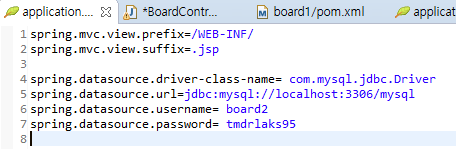 application....
*BoardContr...
board1/pom.xml
applicati
1 spring.mvc.view.prefix=/WEB-INF/
2 spring.mvc.view.suffix=.jsp
3
4 spring.datasource.driver-class-name= com.mysql.jdbc.Driver
5 spring.datasource.url=jdbc:mysql://localhost:3306/mysql
6 spring.datasource.username= board2
7 spring.datasource.password= tmdrlaks95
8